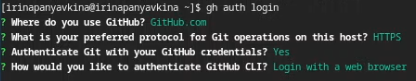 [irinapanyavkina@irinapanyavkina ~]$ gh auth login
? Where do you use GitHub? GitHub.com
? What is your preferred protocol for Git operations on this host? HTTPS
? Authenticate Git with your GitHub credentials? Yes
? How would you like to authenticate GitHub CLI? Login with a web browser